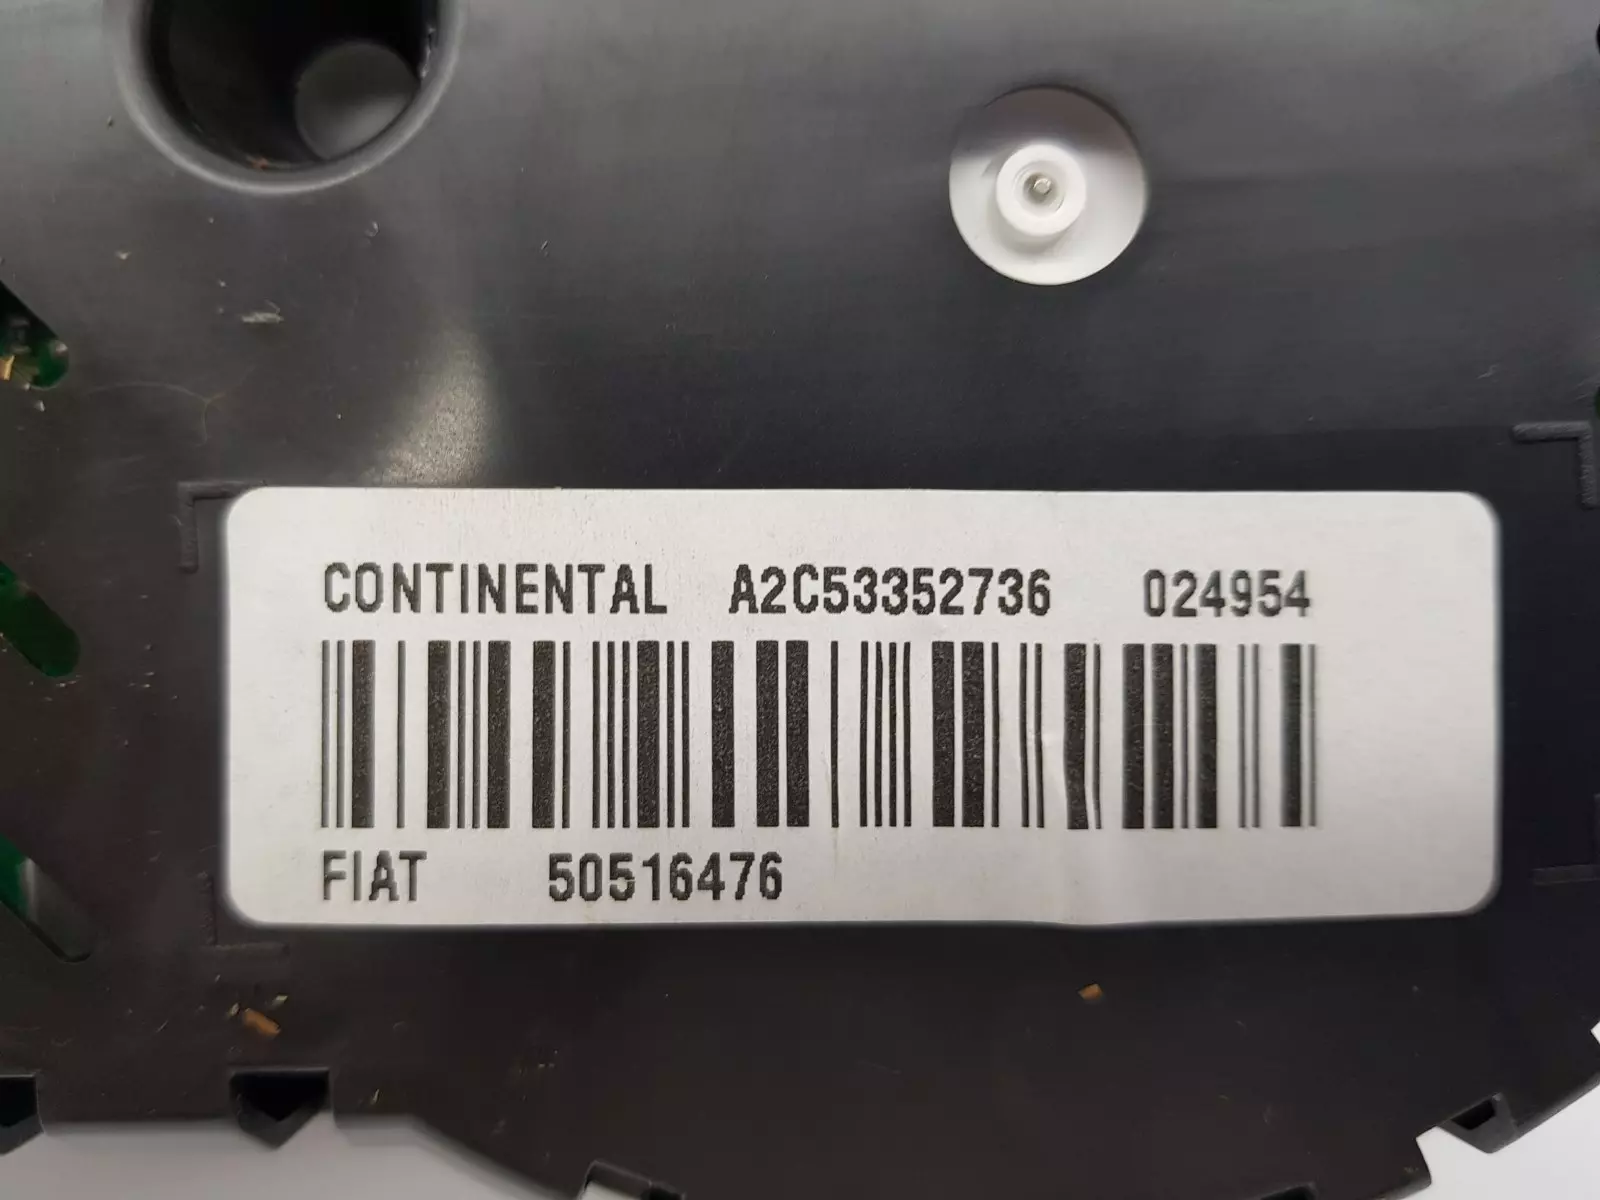 CONTINENTAL A2C53352736 024954
FIAT 50516476